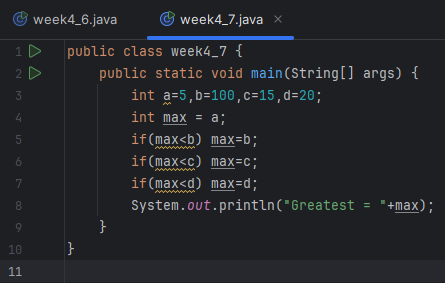 week4_6.java week4_7.java
1 public class week4_7 {
2     public static void main(String[] args) {
3         int a=5,b=100,c=15,d=20;
4         int max = a;
5         if(max<b) max=b;
6         if(max<c) max=c;
7         if(max<d) max=d;
8         System.out.println("Greatest = "+max);
9     }
10 }
11